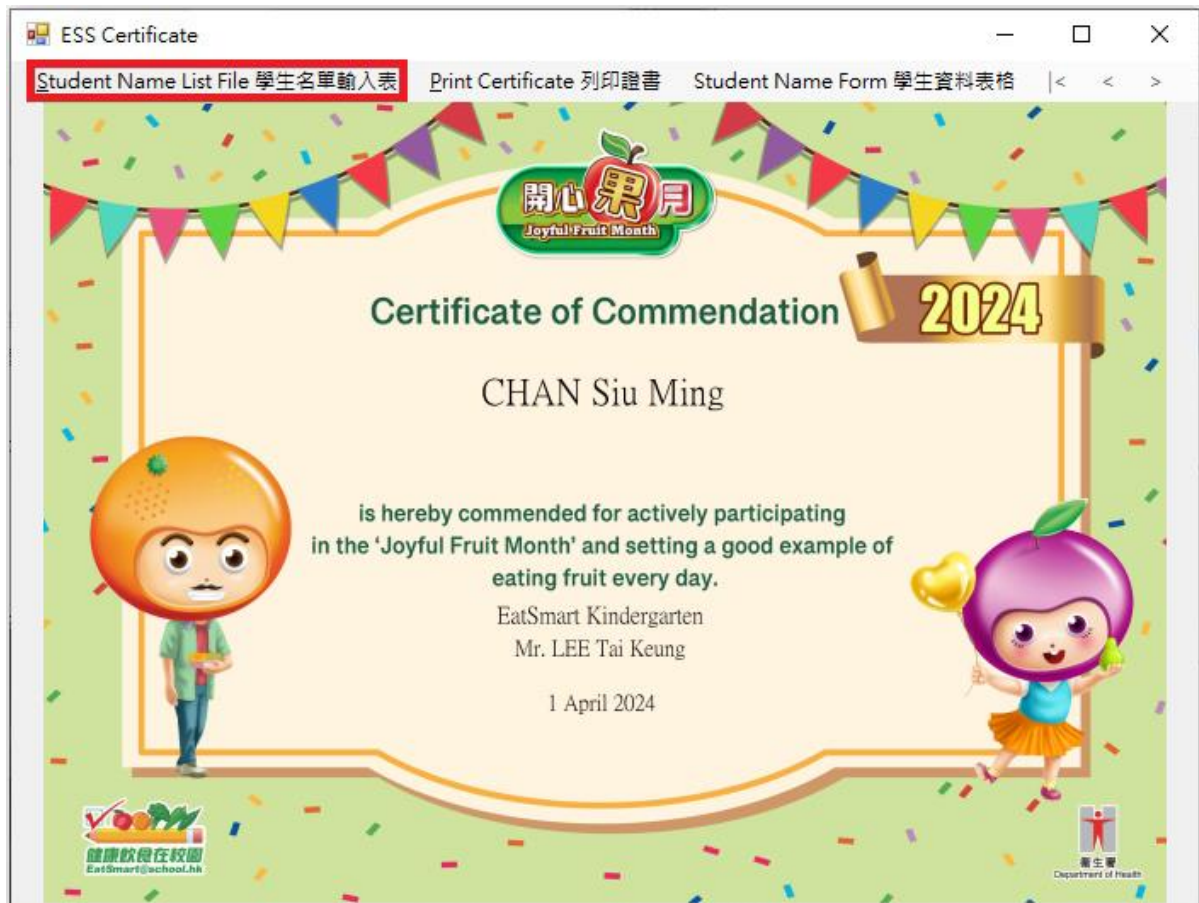 ESS Certificate
Student Name List File 學生名單輸入表 Print Certificate 列印證書 Student Name Form 學生資料表格 |< < >
開心果月
Joyful Fruit Month
Certificate of Commendation
2024
CHAN Siu Ming
is hereby commended for actively participating
in the ‘Joyful Fruit Month’ and setting a good example of
eating fruit every day.
EatSmart Kindergarten
Mr. LEE Tai Keung
1 April 2024
健康飲食在校園
EatSmart@school.hk
衞生署
Department of Health